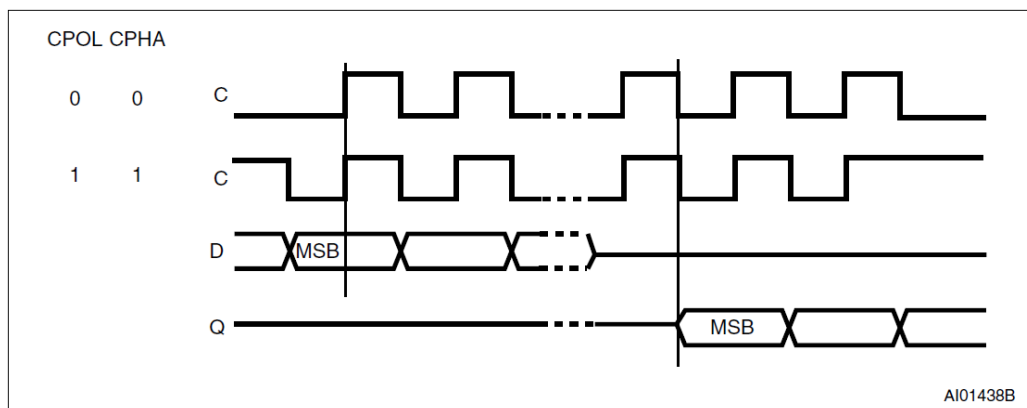 CPOL CPHA
0 0 C
1 1 C
D MSB
Q MSB
AI01438B